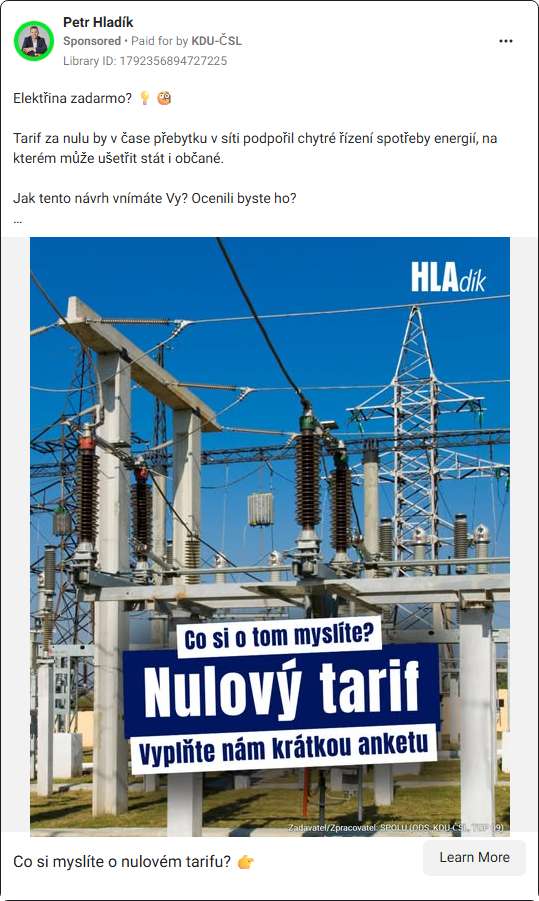 Petr Hladík
Sponsored • Paid for by KDU-ČSL
Library ID: 1792356894727225
Elektřina zadarmo? 💡 🧐
Tarif za nulu by v čase přebytku v síti podpořil chytré řízení spotřeby energií, na
kterém může ušetřit stát i občané.
Jak tento návrh vnímáte Vy? Ocenili byste ho?
...
HLAdík
Co si o tom myslíte?
Nulový tarif
Vyplňte nám krátkou anketu
Zadavatel/Zpracovatel: SPOLU (ODS, KDU-ČSL, TOP 09)
Co si myslíte o nulovém tarifu? 👉
Learn More